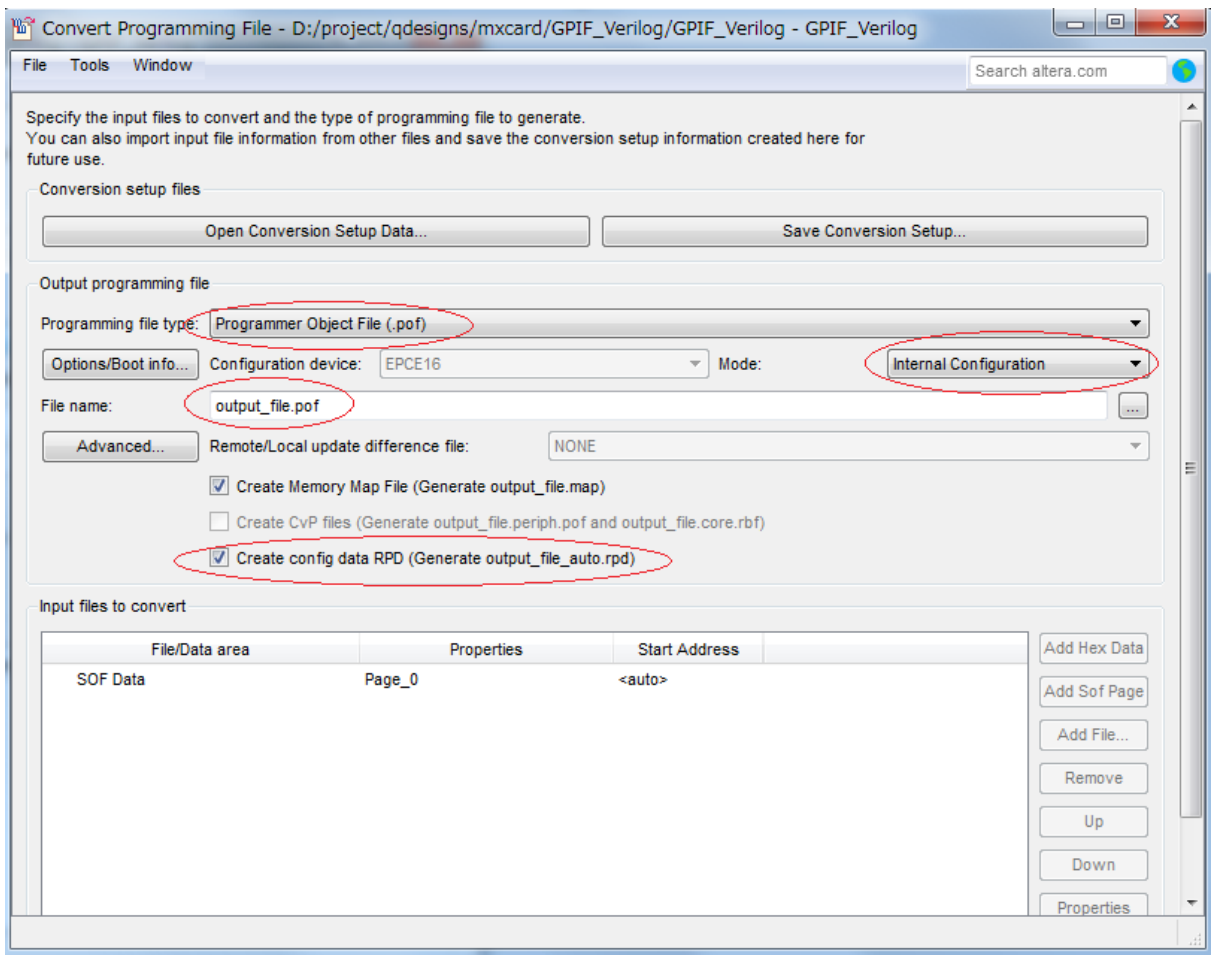 Convert Programming File - D:/project/qdesigns/mxcard/GPIF_Verilog/GPIF_Verilog - GPIF_Verilog
File Tools Window Search altera.com
Specify the input files to convert and the type of programming file to generate.
You can also import input file information from other files and save the conversion setup information created here for
future use.
Conversion setup files
Open Conversion Setup Data... Save Conversion Setup...
Output programming file
Programming file type: Programmer Object File (.pof)
Options/Boot info... Configuration device: EPCE16 Mode: Internal Configuration
File name: output_file.pof ...
Advanced... Remote/Local update difference file: NONE
Create Memory Map File (Generate output_file.map)
Create CvP files (Generate output_file.periph.pof and output_file.core.rbf)
Create config data RPD (Generate output_file_auto.rpd)
Input files to convert
File/Data area Properties Start Address Add Hex Data
SOF Data Page_0 <auto> Add Sof Page
Add File...
Remove
Up
Down
Properties